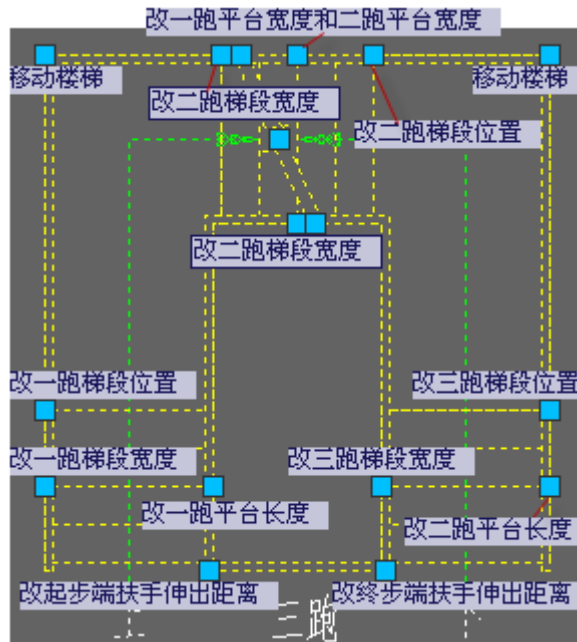 改一跑平台宽度和二跑平台宽度
移动楼梯
移动楼梯
改二跑梯段宽度
改二跑梯段位置
改二跑梯段宽度
改一跑梯段位置
改三跑梯段位置
改一跑梯段宽度
改三跑梯段宽度
改一跑平台长度
改二跑平台长度
改起步端扶手伸出距离
改终步端扶手伸出距离
三跑